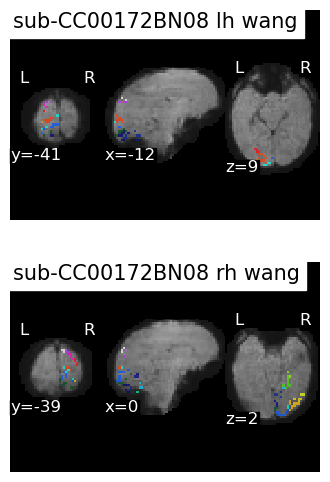 sub-CC00172BN08 lh wang
L R L R
y=-41 x=-12 z=9
sub-CC00172BN08 rh wang
L R L R
y=-39 x=0 z=2